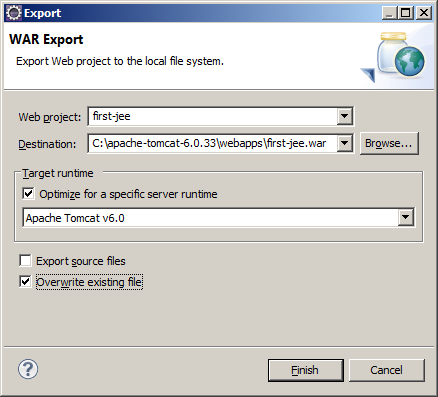 Export
WAR Export
Export Web project to the local file system.
Web project: first-jee
Destination: C:\apache-tomcat-6.0.33\webapps\first-jee.war Browse...
Target runtime
Optimize for a specific server runtime
Apache Tomcat v6.0
Export source files
Overwrite existing file
? Finish Cancel